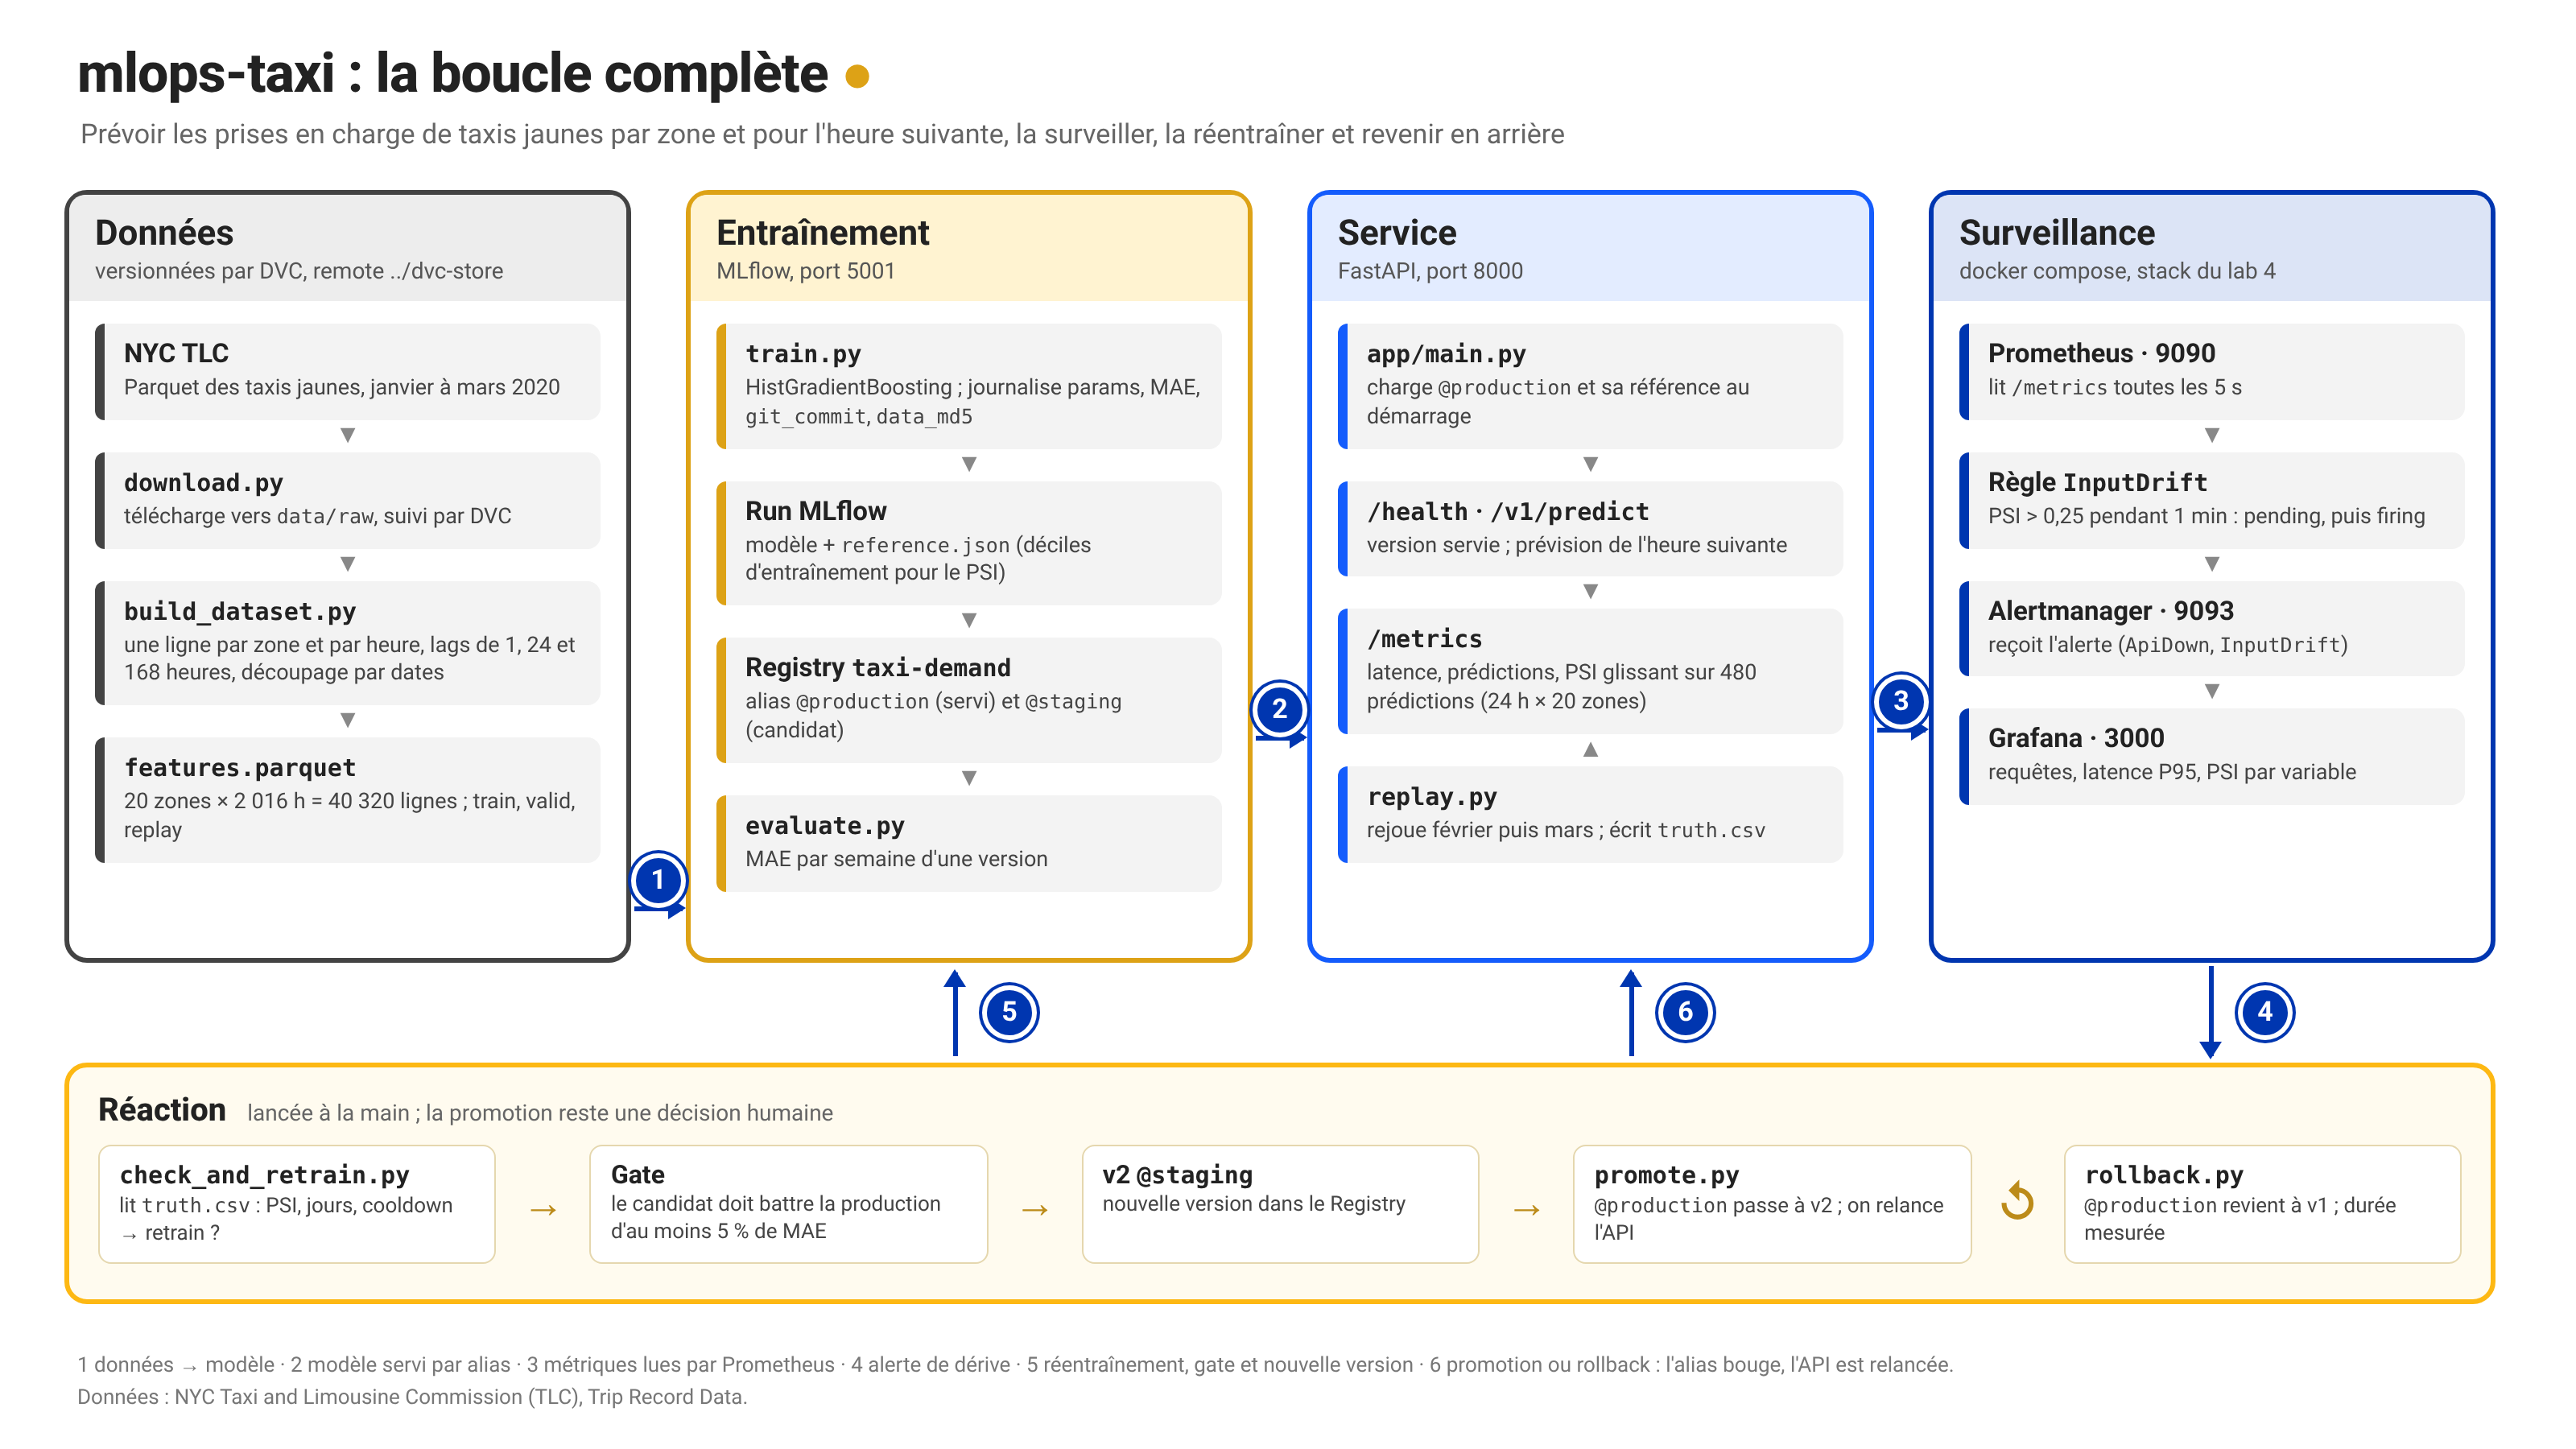 mlops-taxi : la boucle complète
Prévoir les prises en charge de taxis jaunes par zone et pour l'heure suivante, la surveiller, la réentraîner et revenir en arrière
Données
versionnées par DVC, remote ../dvc-store
NYC TLC
Parquet des taxis jaunes, janvier à mars 2020
▼
download.py
télécharge vers data/raw, suivi par DVC
▼
build_dataset.py
une ligne par zone et par heure, lags de 1, 24 et
168 heures, découpage par dates
▼
features.parquet
20 zones × 2 016 h = 40 320 lignes ; train, valid,
replay
1
Entraînement
MLflow, port 5001
train.py
HistGradientBoosting ; journalise params, MAE,
git_commit, data_md5
▼
Run MLflow
modèle + reference.json (déciles
d'entraînement pour le PSI)
▼
Registry taxi-demand
alias @production (servi) et @staging
(candidat)
▼
evaluate.py
MAE par semaine d'une version
2
Service
FastAPI, port 8000
app/main.py
charge @production et sa référence au
démarrage
▼
/health · /v1/predict
version servie ; prévision de l'heure suivante
▼
/metrics
latence, prédictions, PSI glissant sur 480
prédictions (24 h × 20 zones)
▲
replay.py
rejoue février puis mars ; écrit truth.csv
3
Surveillance
docker compose, stack du lab 4
Prometheus · 9090
lit /metrics toutes les 5 s
▼
Règle InputDrift
PSI > 0,25 pendant 1 min : pending, puis firing
▼
Alertmanager · 9093
reçoit l'alerte (ApiDown, InputDrift)
▼
Grafana · 3000
requêtes, latence P95, PSI par variable
5
6
4
Réaction lancée à la main ; la promotion reste une décision humaine
check_and_retrain.py
lit truth.csv : PSI, jours, cooldown
→ retrain ?
→
Gate
le candidat doit battre la production
d'au moins 5 % de MAE
→
v2 @staging
nouvelle version dans le Registry
→
promote.py
@production passe à v2 ; on relance
l'API
rollback.py
@production revient à v1 ; durée
mesurée
1 données → modèle · 2 modèle servi par alias · 3 métriques lues par Prometheus · 4 alerte de dérive · 5 réentraînement, gate et nouvelle version · 6 promotion ou rollback : l'alias bouge, l'API est relancée.
Données : NYC Taxi and Limousine Commission (TLC), Trip Record Data.